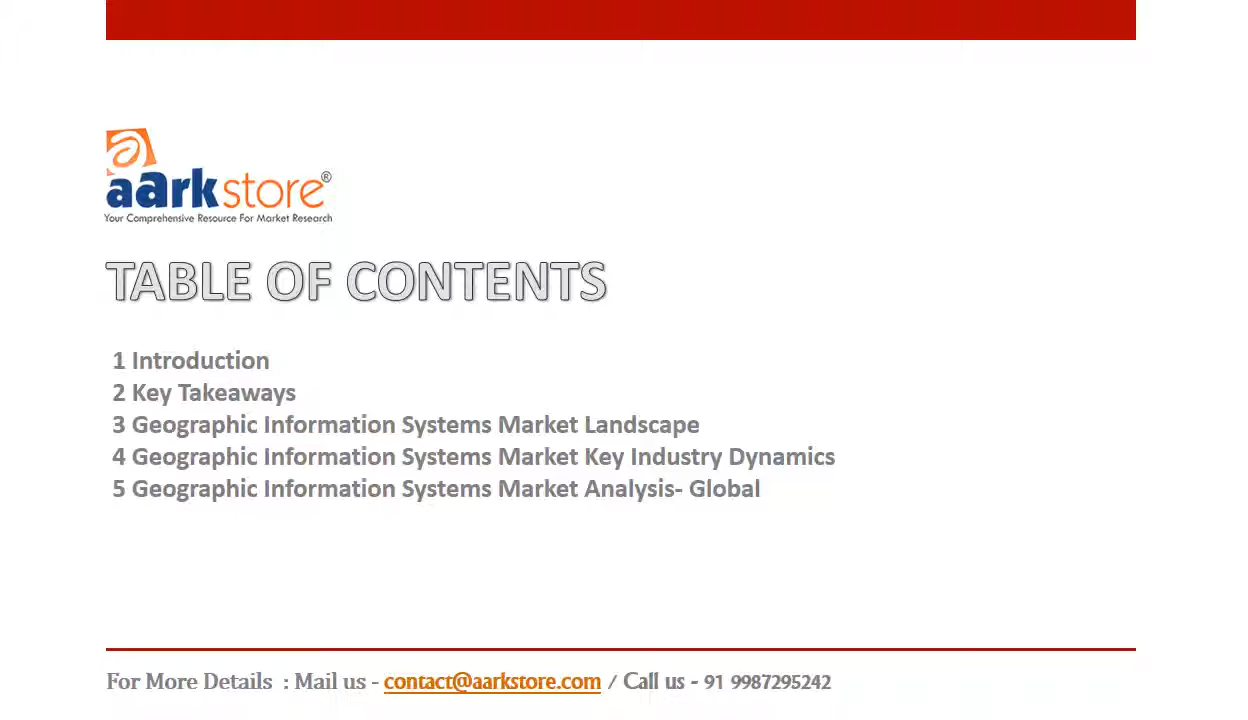 aarkstore®
Your Comprehensive Resource For Market Research
TABLE OF CONTENTS
1 Introduction
2 Key Takeaways
3 Geographic Information Systems Market Landscape
4 Geographic Information Systems Market Key Industry Dynamics
5 Geographic Information Systems Market Analysis- Global
For More Details : Mail us - contact@aarkstore.com / Call us - 91 9987295242